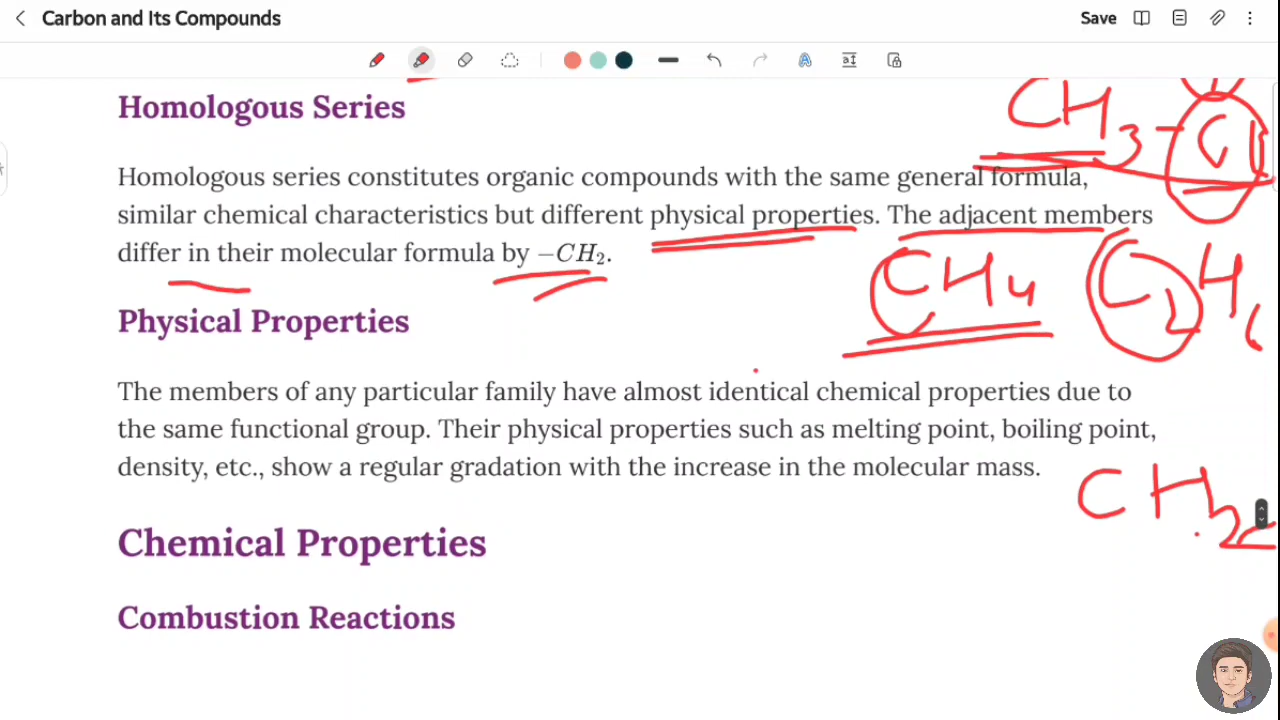 Carbon and Its Compounds
Save
Homologous Series
CH3-Cl
Homologous series constitutes organic compounds with the same general formula,
similar chemical characteristics but different physical properties. The adjacent members
differ in their molecular formula by −CH₂.
CH4 C2H6
Physical Properties
The members of any particular family have almost identical chemical properties due to
the same functional group. Their physical properties such as melting point, boiling point,
density, etc., show a regular gradation with the increase in the molecular mass.
CH2
Chemical Properties
Combustion Reactions